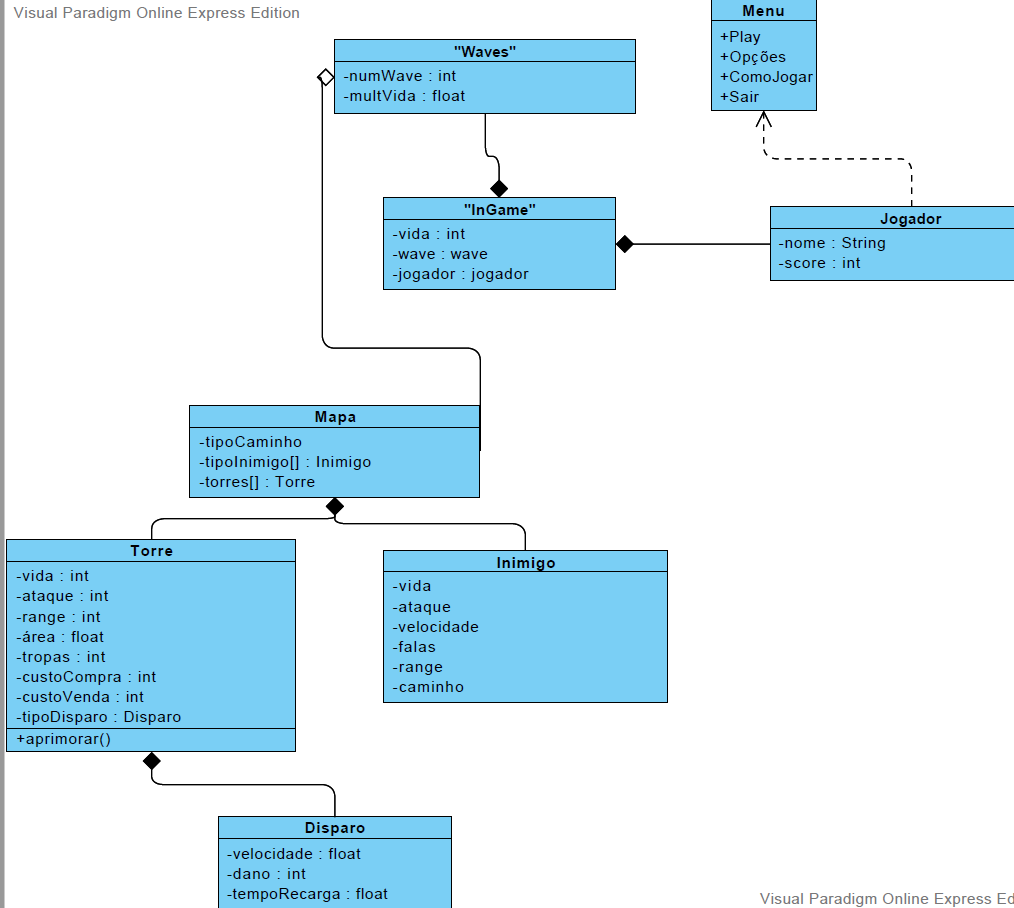 Visual Paradigm Online Express Edition
Menu
+Play
+Opções
+ComoJogar
+Sair
"Waves"
-numWave : int
-multVida : float
"InGame"
-vida : int
-wave : wave
-jogador : jogador
Jogador
-nome : String
-score : int
Mapa
-tipoCaminho
-tipoInimigo[] : Inimigo
-torres[] : Torre
Torre
-vida : int
-ataque : int
-range : int
-área : float
-tropas : int
-custoCompra : int
-custoVenda : int
-tipoDisparo : Disparo
+aprimorar()
Inimigo
-vida
-ataque
-velocidade
-falas
-range
-caminho
Disparo
-velocidade : float
-dano : int
-tempoRecarga : float
Visual Paradigm Online Express Ed